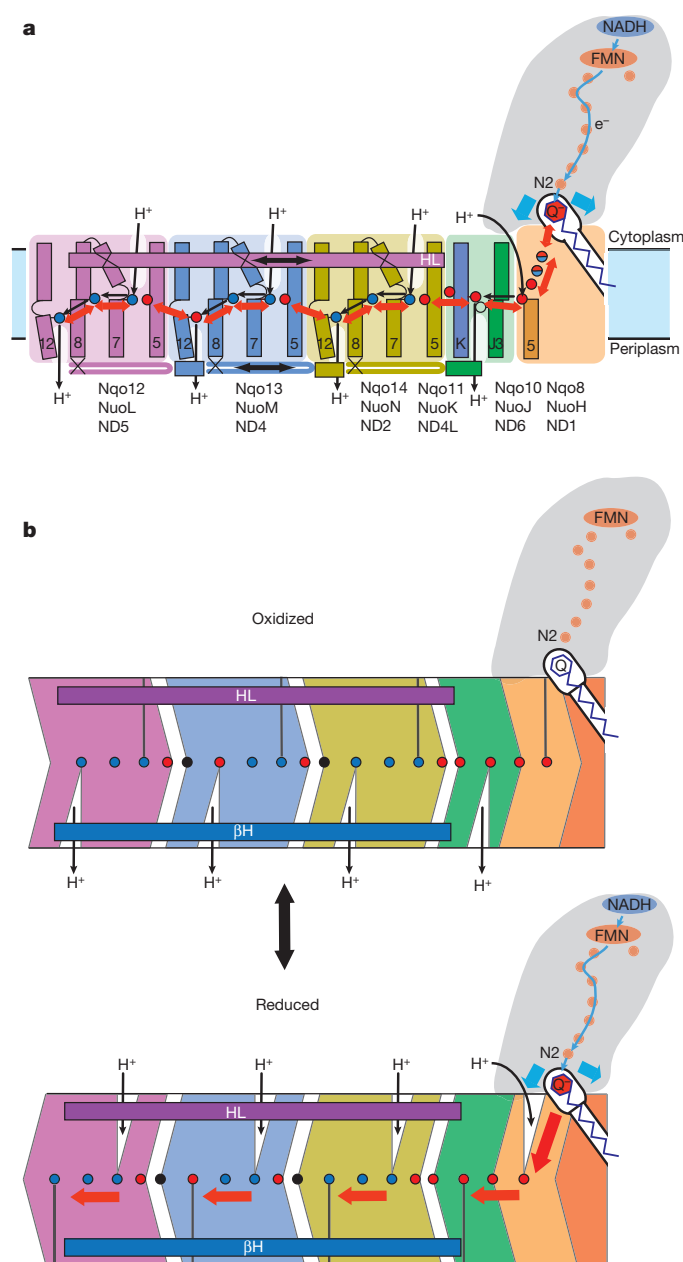 a
NADH
FMN
e⁻
N2
Q
H⁺ H⁺ H⁺ H⁺
Cytoplasm
HL
12 8 7 5 12 8 7 5 12 8 7 5 K J3 5
Periplasm
H⁺ H⁺ H⁺ H⁺
Nqo12 Nqo13 Nqo14 Nqo11 Nqo10 Nqo8
NuoL NuoM NuoN NuoK NuoJ NuoH
ND5 ND4 ND2 ND4L ND6 ND1
b
FMN
Oxidized
N2
Q
HL
βH
H⁺ H⁺ H⁺ H⁺
Reduced
NADH
FMN
N2
H⁺ H⁺ H⁺ H⁺
Q
HL
βH